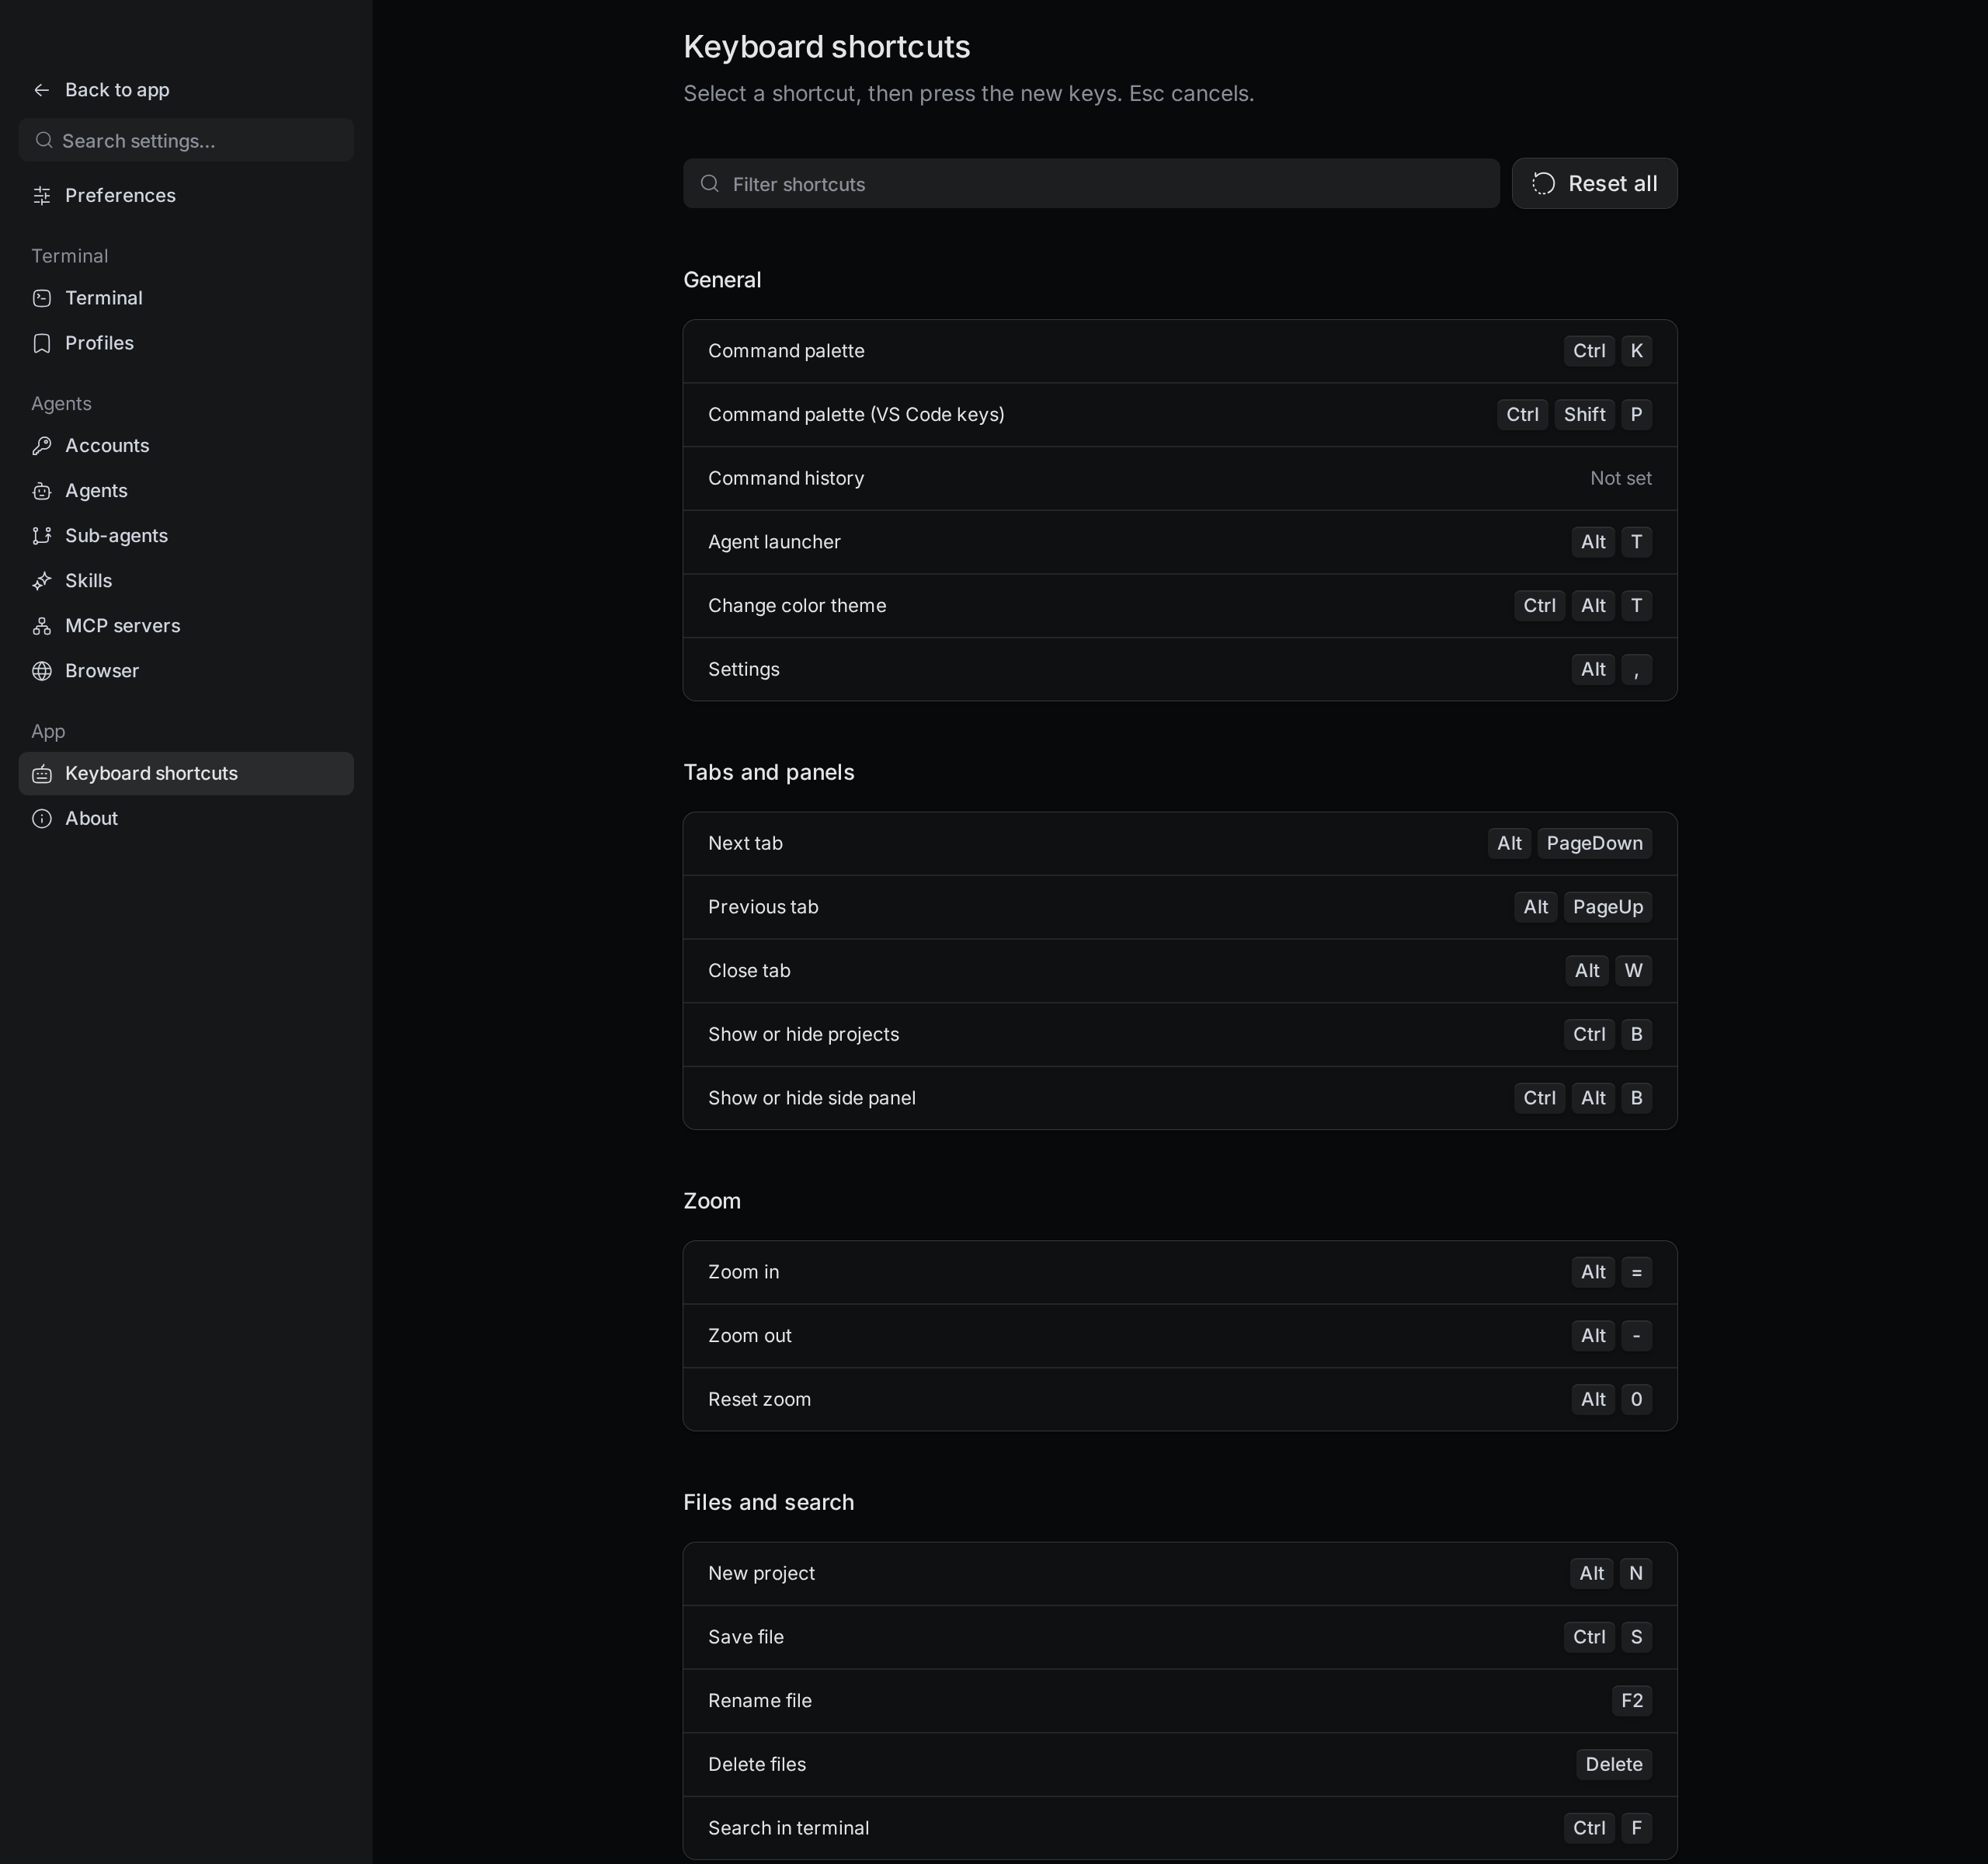 Back to app
Search settings...
Preferences
Terminal
Terminal
Profiles
Agents
Accounts
Agents
Sub-agents
Skills
MCP servers
Browser
App
Keyboard shortcuts
About
Keyboard shortcuts
Select a shortcut, then press the new keys. Esc cancels.
Filter shortcuts
Reset all
General
Command palette Ctrl K
Command palette (VS Code keys) Ctrl Shift P
Command history Not set
Agent launcher Alt T
Change color theme Ctrl Alt T
Settings Alt ,
Tabs and panels
Next tab Alt PageDown
Previous tab Alt PageUp
Close tab Alt W
Show or hide projects Ctrl B
Show or hide side panel Ctrl Alt B
Zoom
Zoom in Alt =
Zoom out Alt -
Reset zoom Alt 0
Files and search
New project Alt N
Save file Ctrl S
Rename file F2
Delete files Delete
Search in terminal Ctrl F